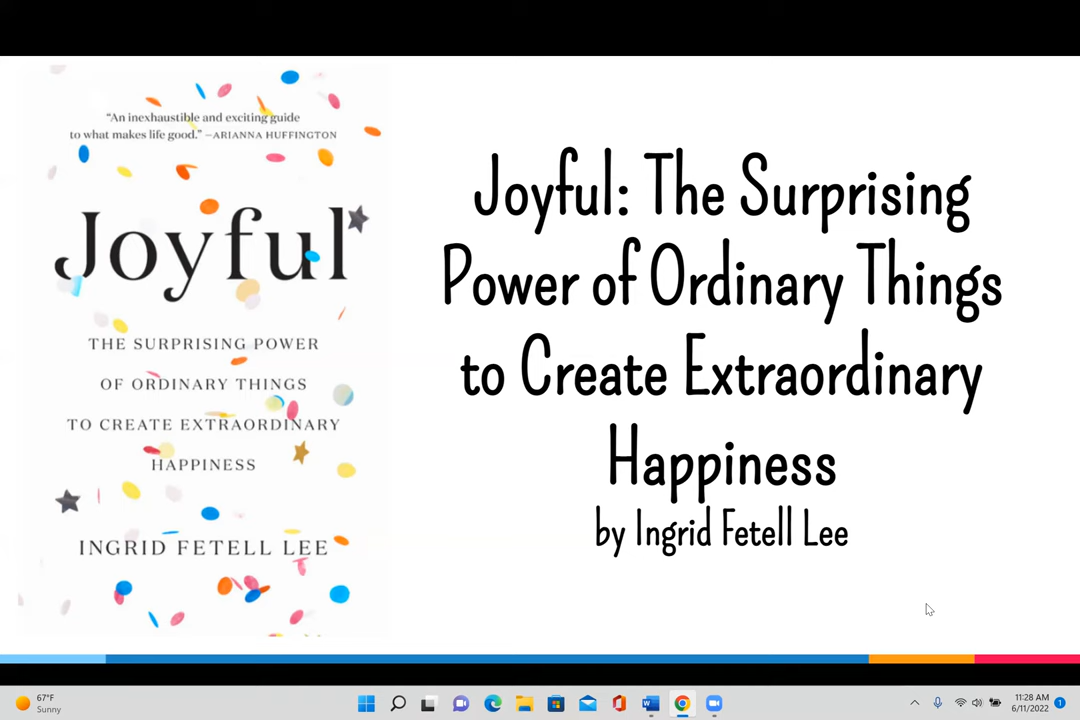 “An inexhaustible and exciting guide
to what makes life good.” —ARIANNA HUFFINGTON
Joyful
THE SURPRISING POWER
OF ORDINARY THINGS
TO CREATE EXTRAORDINARY
HAPPINESS
INGRID FETELL LEE
Joyful: The Surprising
Power of Ordinary Things
to Create Extraordinary
Happiness
by Ingrid Fetell Lee
67°F
Sunny
11:28 AM
6/11/2022
1